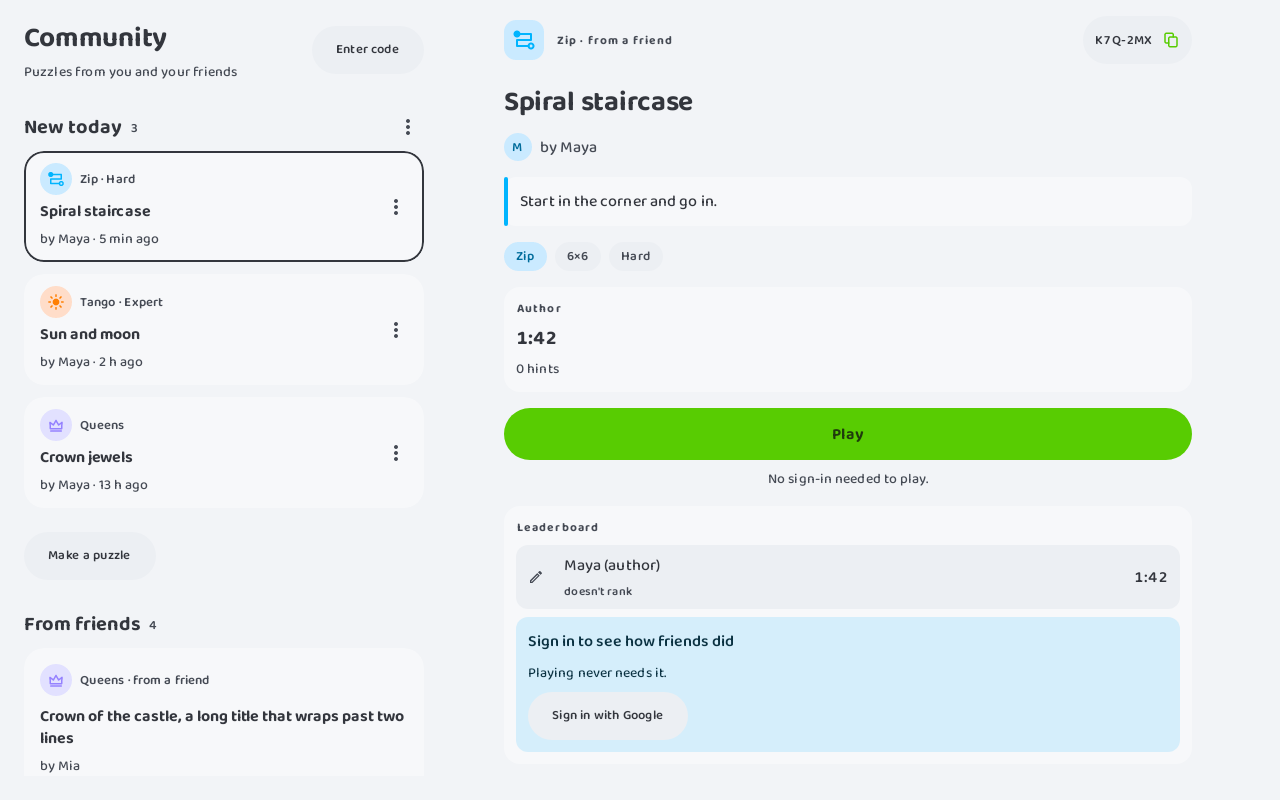 Community
Enter code
Puzzles from you and your friends
New today 3
Zip · Hard
Spiral staircase
by Maya · 5 min ago
Tango · Expert
Sun and moon
by Maya · 2 h ago
Queens
Crown jewels
by Maya · 13 h ago
Make a puzzle
From friends 4
Queens · from a friend
Crown of the castle, a long title that wraps past two
lines
by Mia
Zip · from a friend
K7Q-2MX
Spiral staircase
M by Maya
Start in the corner and go in.
Zip 6×6 Hard
Author
1:42
0 hints
Play
No sign-in needed to play.
Leaderboard
Maya (author)
doesn't rank
1:42
Sign in to see how friends did
Playing never needs it.
Sign in with Google